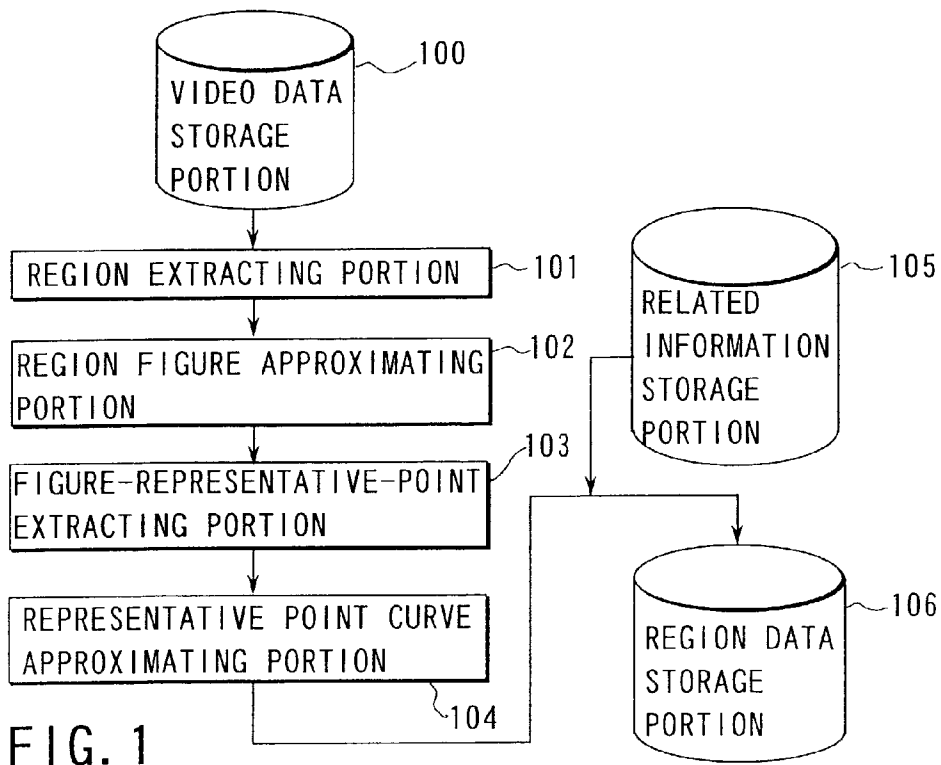 VIDEO DATA
STORAGE
PORTION
100
REGION EXTRACTING PORTION
101
REGION FIGURE APPROXIMATING
PORTION
102
FIGURE-REPRESENTATIVE-POINT
EXTRACTING PORTION
103
REPRESENTATIVE POINT CURVE
APPROXIMATING PORTION
104
RELATED
INFORMATION
STORAGE
PORTION
105
REGION DATA
STORAGE
PORTION
106
FIG. 1